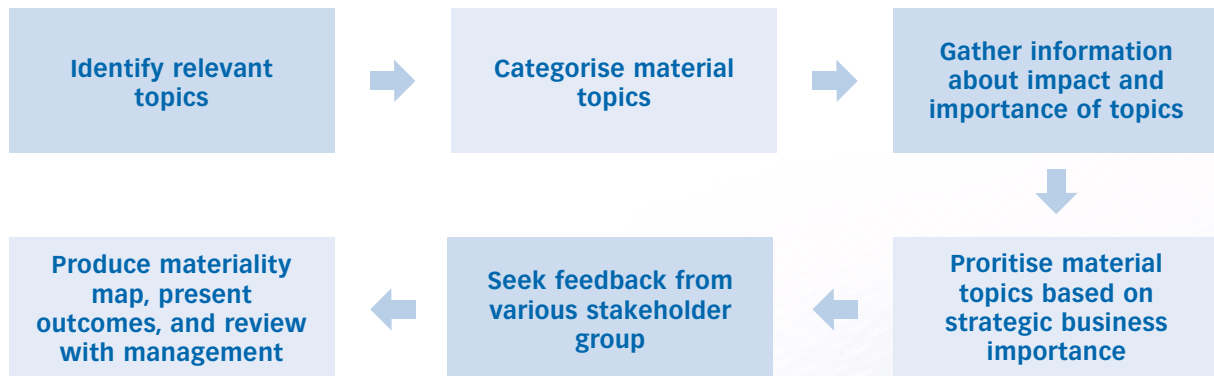 Identify relevant
topics
Categorise material
topics
Gather information
about impact and
importance of topics
Proritise material
topics based on
strategic business
importance
Seek feedback from
various stakeholder
group
Produce materiality
map, present
outcomes, and review
with management